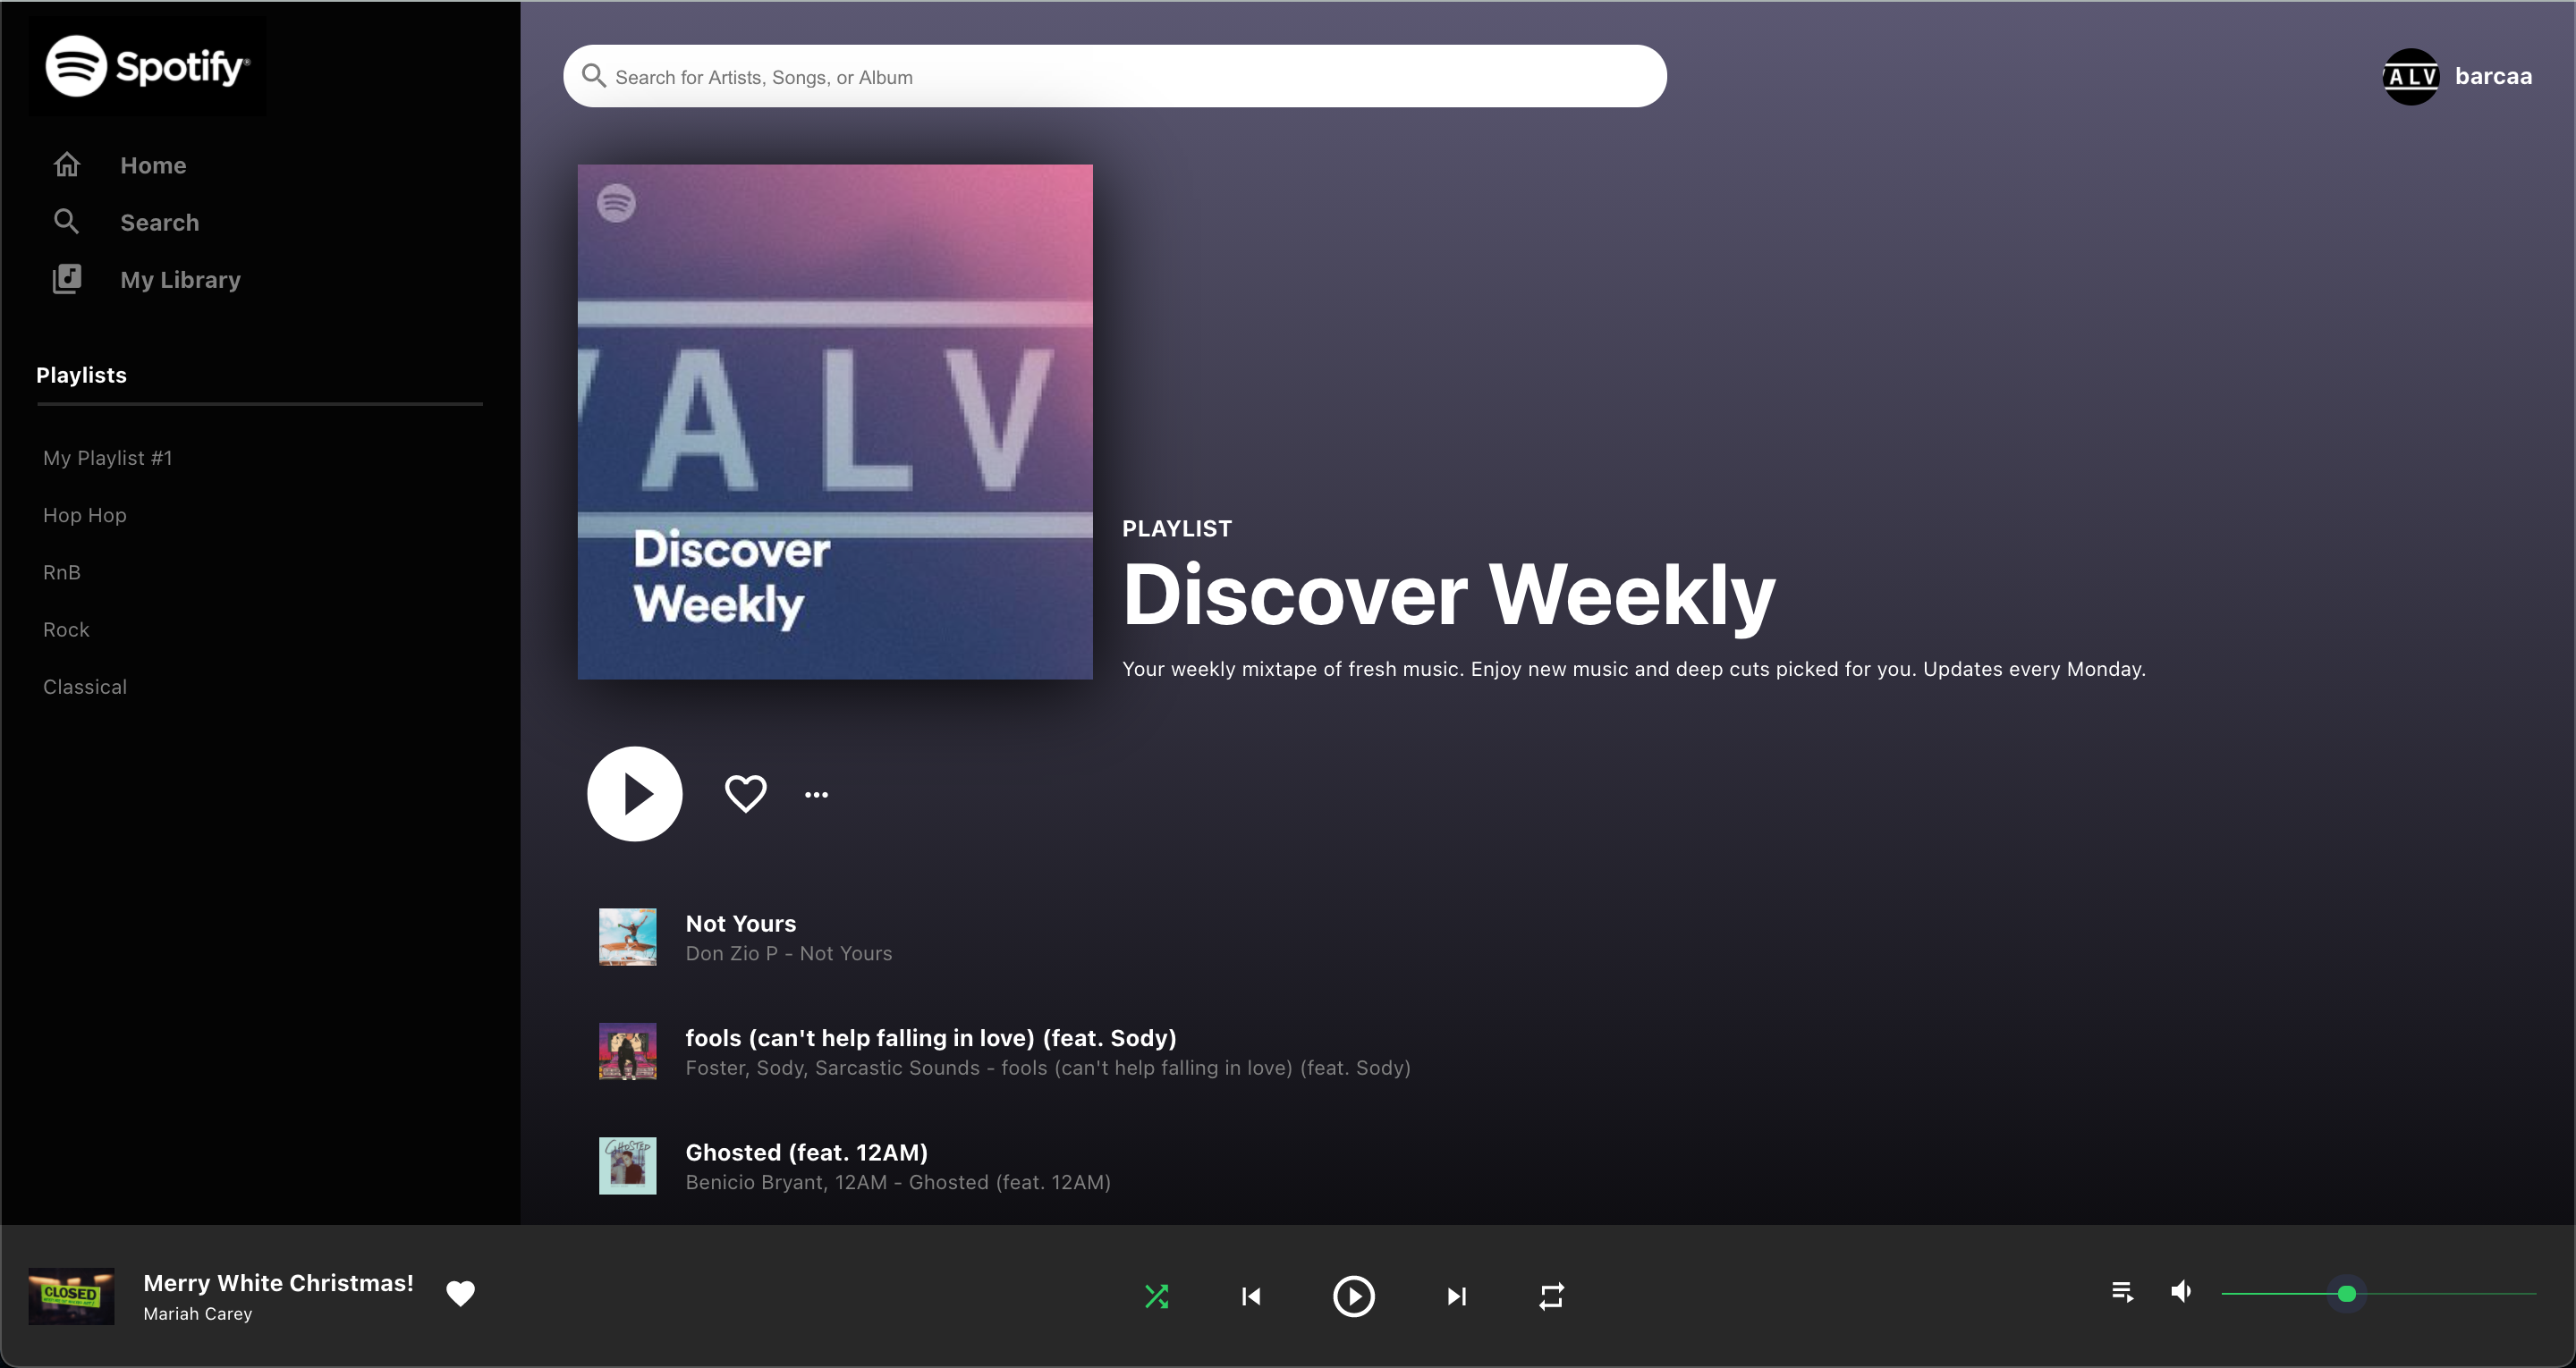 Spotify®
Home
Search
My Library
Playlists
My Playlist #1
Hop Hop
RnB
Rock
Classical
Search for Artists, Songs, or Album
ALV
barcaa
ALV
Discover
Weekly
PLAYLIST
Discover Weekly
Your weekly mixtape of fresh music. Enjoy new music and deep cuts picked for you. Updates every Monday.
Not Yours
Don Zio P - Not Yours
fools (can't help falling in love) (feat. Sody)
Foster, Sody, Sarcastic Sounds - fools (can't help falling in love) (feat. Sody)
GHOSTED
Ghosted (feat. 12AM)
Benicio Bryant, 12AM - Ghosted (feat. 12AM)
CLOSED
Merry White Christmas!
Mariah Carey